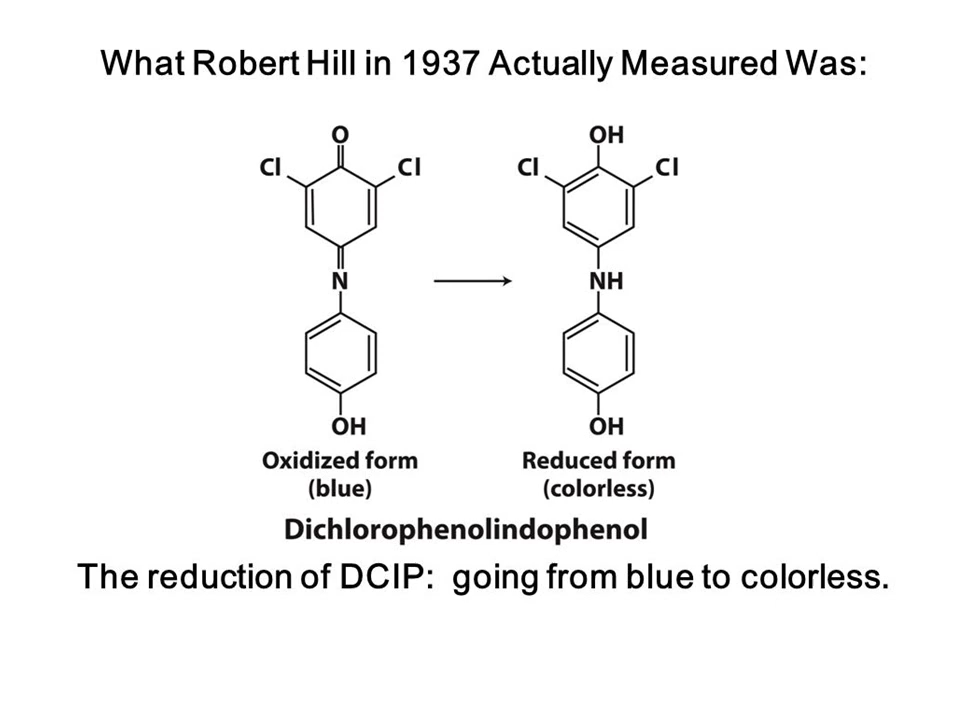 What Robert Hill in 1937 Actually Measured Was:
O
Cl
Cl
N
OH
Oxidized form
(blue)
OH
Cl
Cl
NH
OH
Reduced form
(colorless)
Dichlorophenolindophenol
The reduction of DCIP: going from blue to colorless.